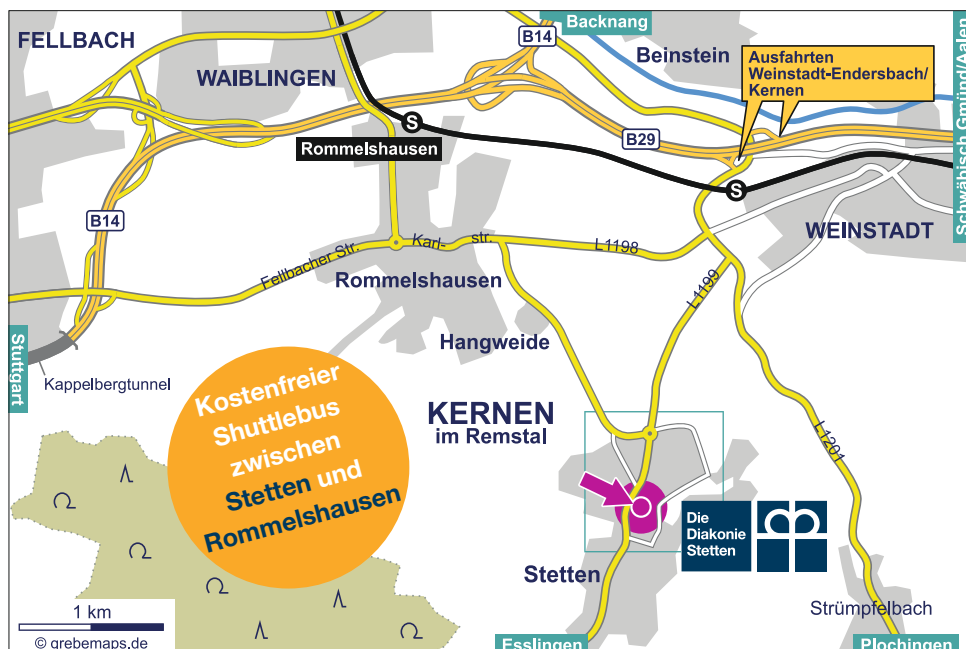 FELLBACH
WAIBLINGEN
B14
Backnang
Beinstein
Ausfahrten
Weinstadt-Endersbach/
Kernen
Schwäbisch Gmünd/Aalen
S
Rommelshausen
B29
S
B14
WEINSTADT
Fellbacher Str.
Karl-
str.
L1198
Rommelshausen
L1199
Hangweide
Stuttgart
Kappelbergtunnel
Kostenfreier
Shuttlebus
zwischen
Stetten und
Rommelshausen
KERNEN
im Remstal
L1201
Die
Diakonie
Stetten
Stetten
Strümpfelbach
1 km
© grebemaps.de
Esslingen
Plochingen